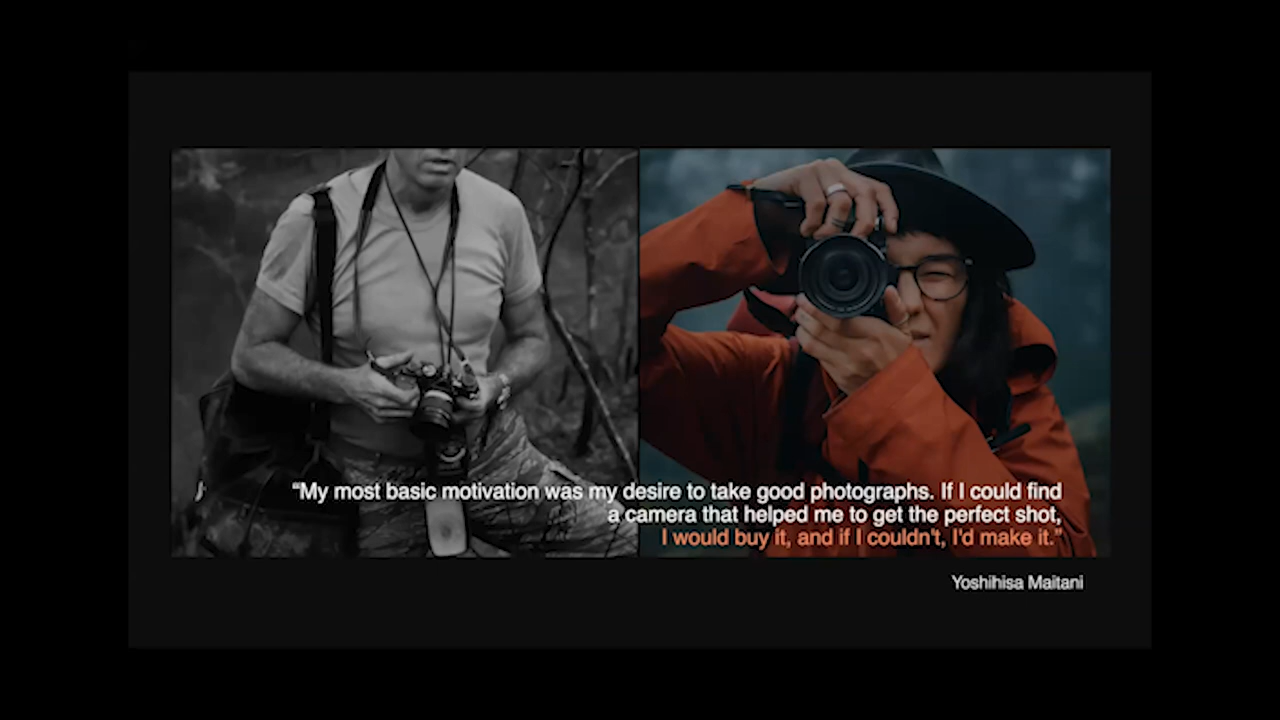 “My most basic motivation was my desire to take good photographs. If I could find
a camera that helped me to get the perfect shot,
I would buy it, and if I couldn't, I'd make it.”
Yoshihisa Maitani